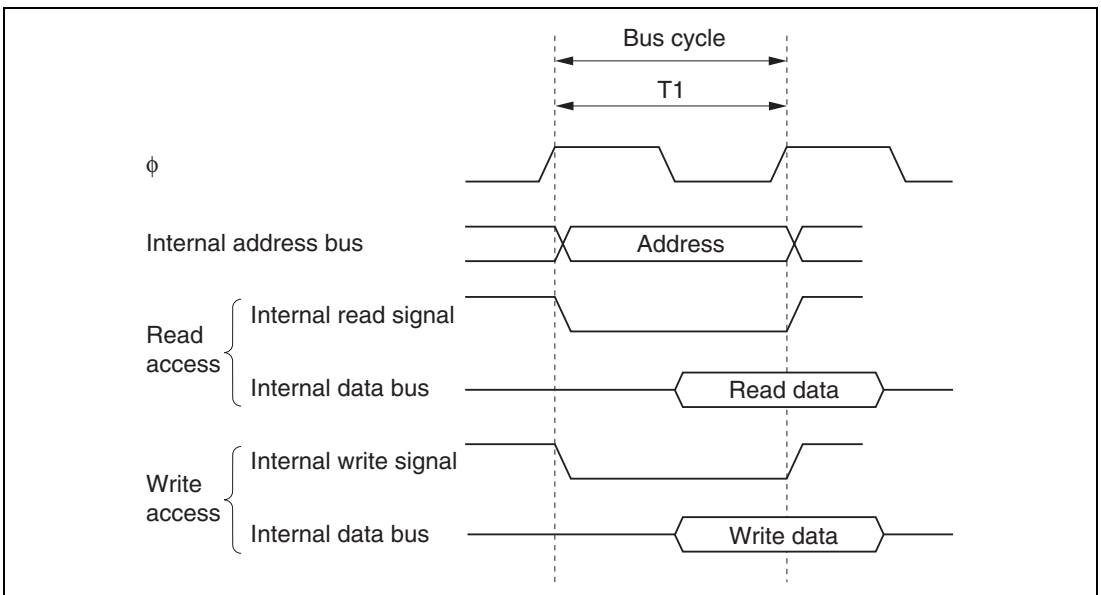 Bus cycle
T1
ϕ
Internal address bus
Address
Read
access
Internal read signal
Internal data bus
Read data
Write
access
Internal write signal
Internal data bus
Write data